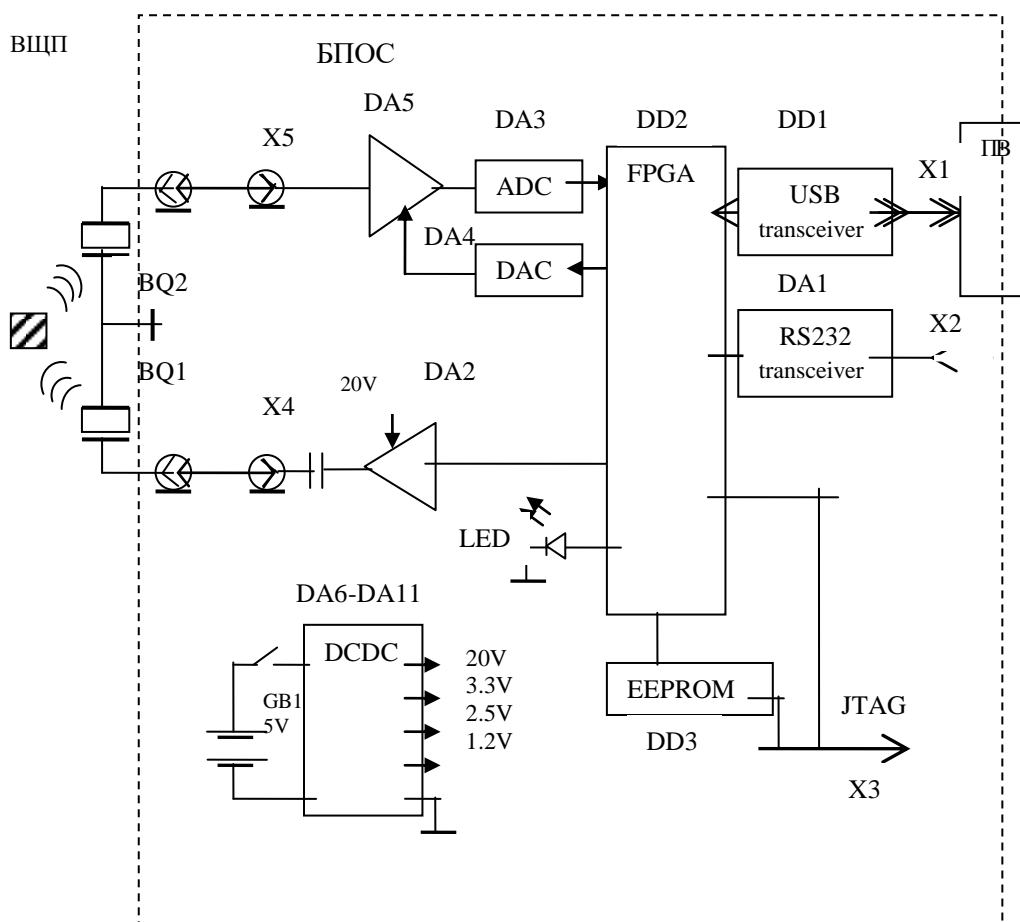 ВЩП
БПОС
DA5
DA3
DD2
DD1
X5
X1
ПВ
FPGA
ADC
USB
transceiver
DA4
DAC
BQ2
DA1
RS232
transceiver
X2
BQ1
DA2
X4
20V
LED
DA6-DA11
DCDC
20V
3.3V
2.5V
1.2V
GB1
5V
EEPROM
DD3
JTAG
X3